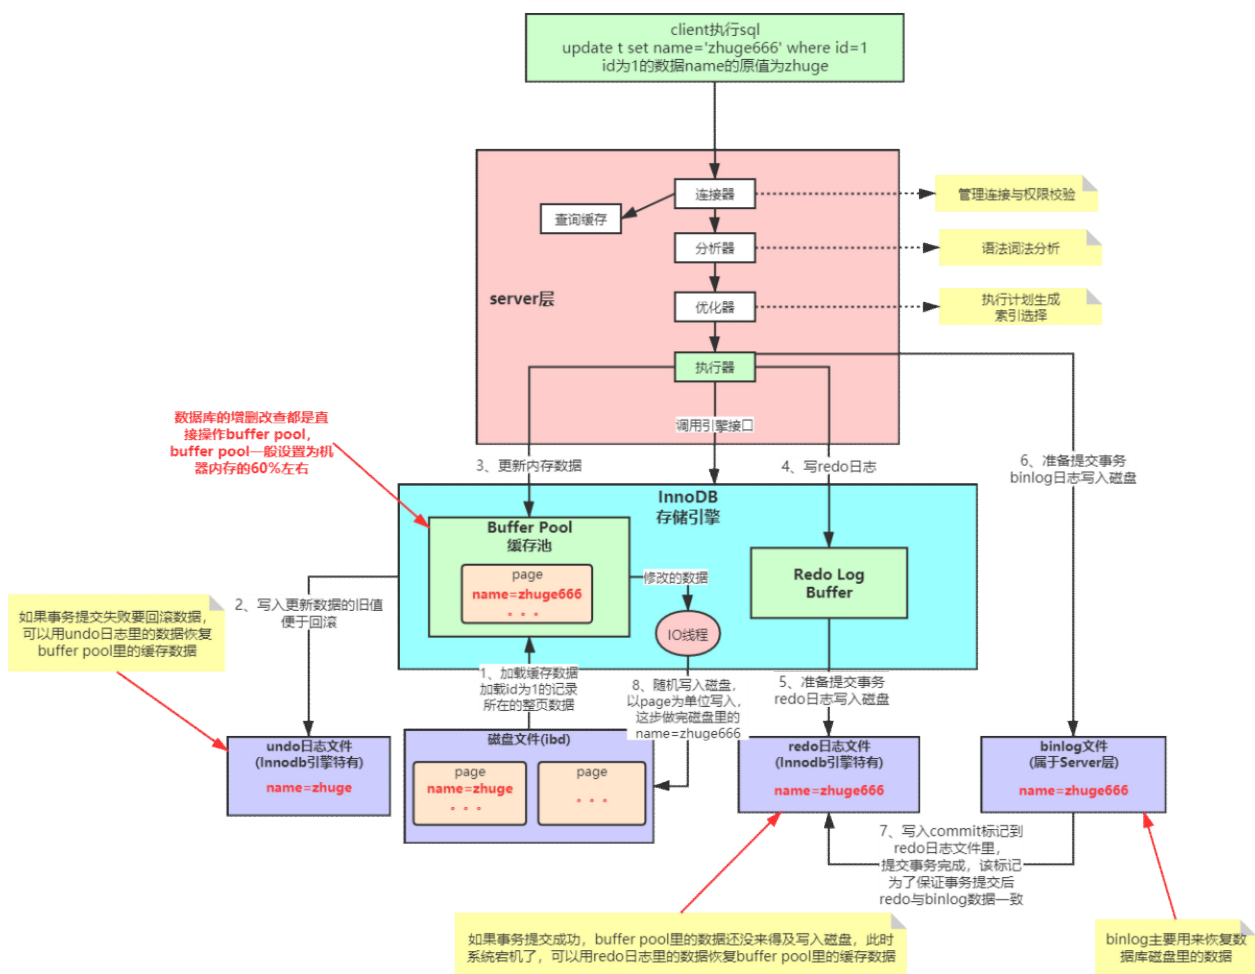 client执行sql
update t set name='zhuge666' where id=1
id为1的数据name的原值为zhuge
连接器
管理连接与权限校验
查询缓存
分析器
语法词法分析
server层
优化器
执行计划生成
索引选择
执行器
数据库的增删改查都是直
接操作buffer pool，
buffer pool一般设置为机
器内存的60%左右
调用引擎接口
3、更新内存数据
4、写redo日志
6、准备提交事务
binlog日志写入磁盘
InnoDB
存储引擎
Buffer Pool
缓存池
page
name=zhuge666
。。。
修改的数据
Redo Log
Buffer
IO线程
2、写入更新数据的旧值
便于回滚
如果事务提交失败要回滚数据，
可以用undo日志里的数据恢复
buffer pool里的缓存数据
1、加载缓存数据
加载id为1的记录
所在的整页数据
8、随机写入磁盘，
以page为单位写入，
这步做完磁盘里的
name=zhuge666
5、准备提交事务
redo日志写入磁盘
undo日志文件
(Innodb引擎特有)
name=zhuge
磁盘文件(ibd)
page
name=zhuge
。。。
page
。。。
redo日志文件
(Innodb引擎特有)
name=zhuge666
binlog文件
(属于Server层)
name=zhuge666
7、写入commit标记到
redo日志文件里，
提交事务完成，该标记
为了保证事务提交后
redo与binlog数据一致
如果事务提交成功，buffer pool里的数据还没来得及写入磁盘，此时
系统宕机了，可以用redo日志里的数据恢复buffer pool里的缓存数据
binlog主要用来恢复数
据库磁盘里的数据